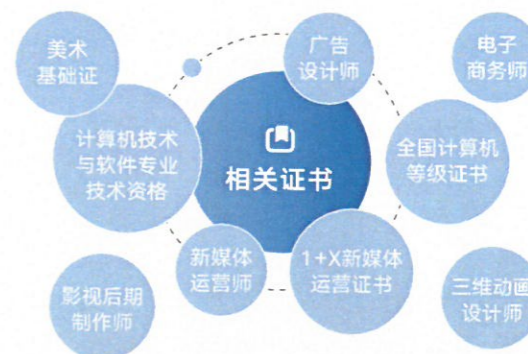 美术
基础证
广告
设计师
电子
商务师
计算机技术
与软件专业
技术资格
相关证书
全国计算机
等级证书
新媒体
运营师
1+X新媒体
运营证书
影视后期
制作师
三维动画
设计师